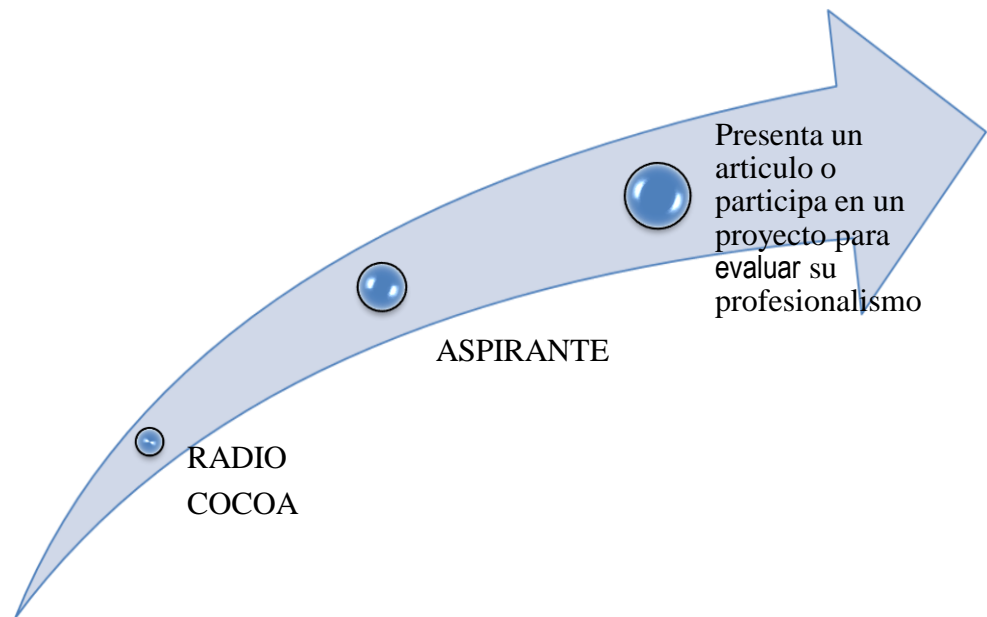 Presenta un
articulo o
participa en un
proyecto para
evaluar su
profesionalismo
ASPIRANTE
RADIO
COCOA